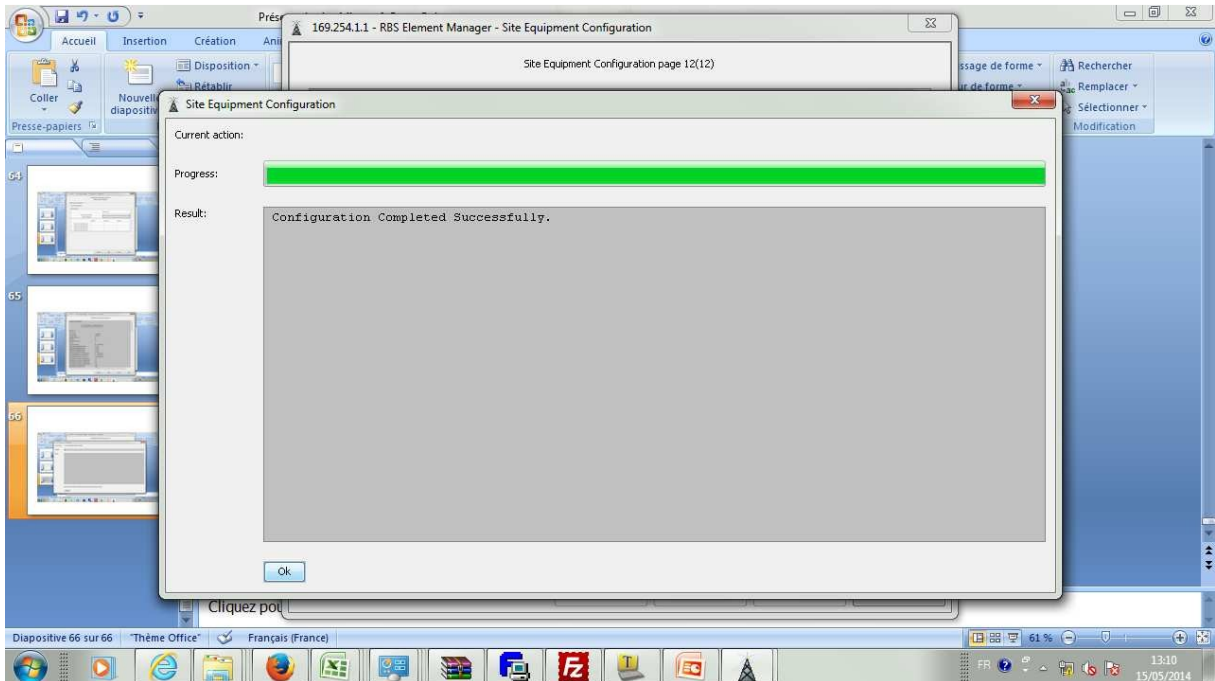 Prés
169.254.1.1 - RBS Element Manager - Site Equipment Configuration
Accueil Insertion Création Ani
Site Equipment Configuration page 12(12)
Coller
Presse-papiers
Nouvelle
diapositiv
Disposition
Rétablir
ssage de forme
ur de forme
Rechercher
Remplacer
Sélectionner
Modification
Site Equipment Configuration
Current action:
Progress:
Result:
Configuration Completed Successfully.
Ok
64
65
66
Cliquez pou
Diapositive 66 sur 66 "Thème Office" Français (France) 61 %
FR 13:10
15/05/2014